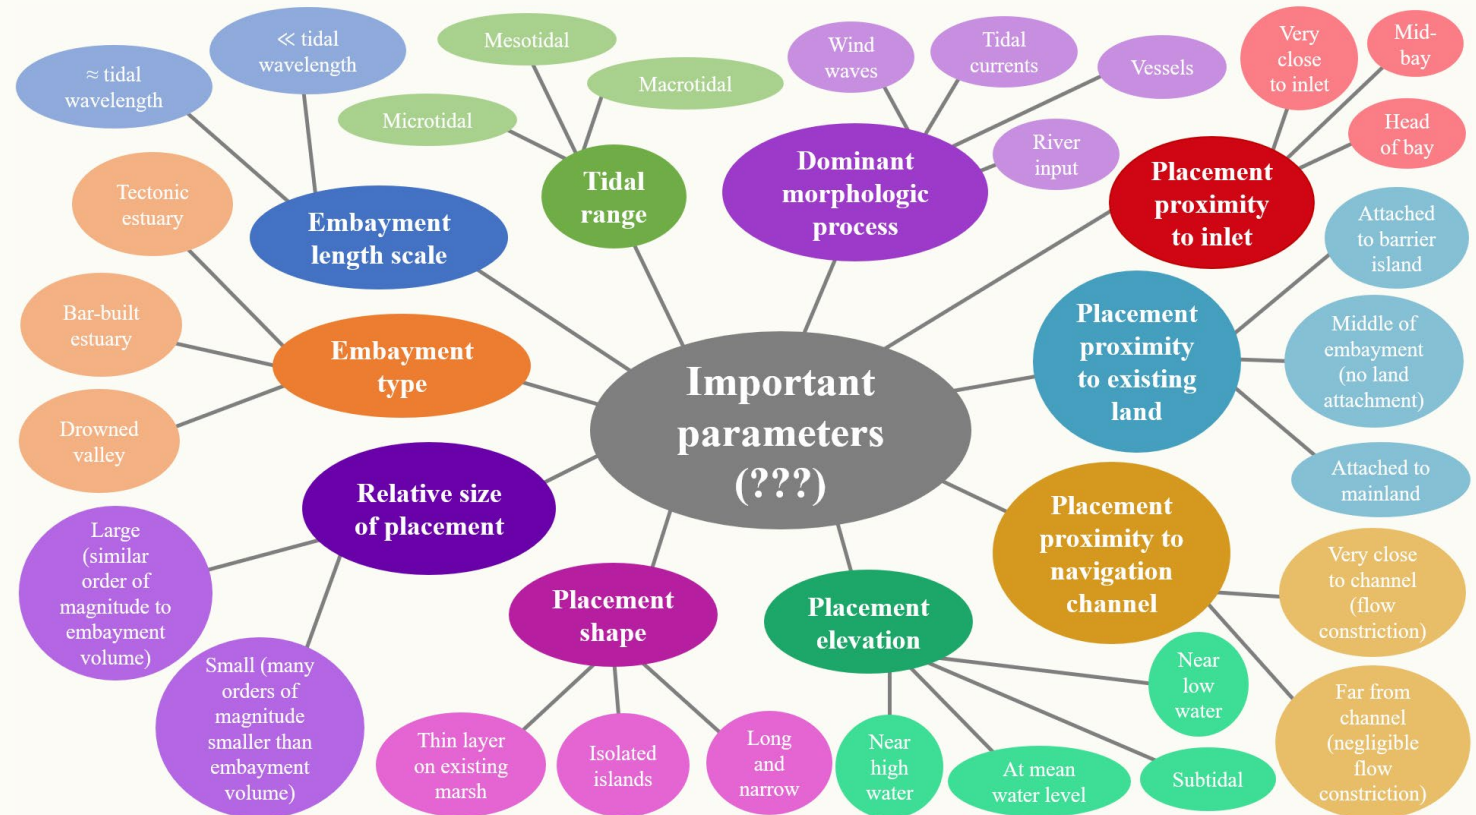 ≈ tidal
wavelength
≪ tidal
wavelength
Embayment
length scale
Mesotidal
Macrotidal
Microtidal
Tidal
range
Wind
waves
Tidal
currents
Vessels
River
input
Dominant
morphologic
process
Very
close
to inlet
Mid-
bay
Head
of bay
Placement
proximity
to inlet
Tectonic
estuary
Bar-built
estuary
Drowned
valley
Embayment
type
Important
parameters
(???)
Placement
proximity
to existing
land
Attached
to barrier
island
Middle of
embayment
(no land
attachment)
Attached to
mainland
Relative size
of placement
Large
(similar
order of
magnitude to
embayment
volume)
Small (many
orders of
magnitude
smaller than
embayment
volume)
Placement
shape
Thin layer
on existing
marsh
Isolated
islands
Long
and
narrow
Placement
elevation
Near
high
water
At mean
water level
Subtidal
Near
low
water
Placement
proximity to
navigation
channel
Very close
to channel
(flow
constriction)
Far from
channel
(negligible
flow
constriction)